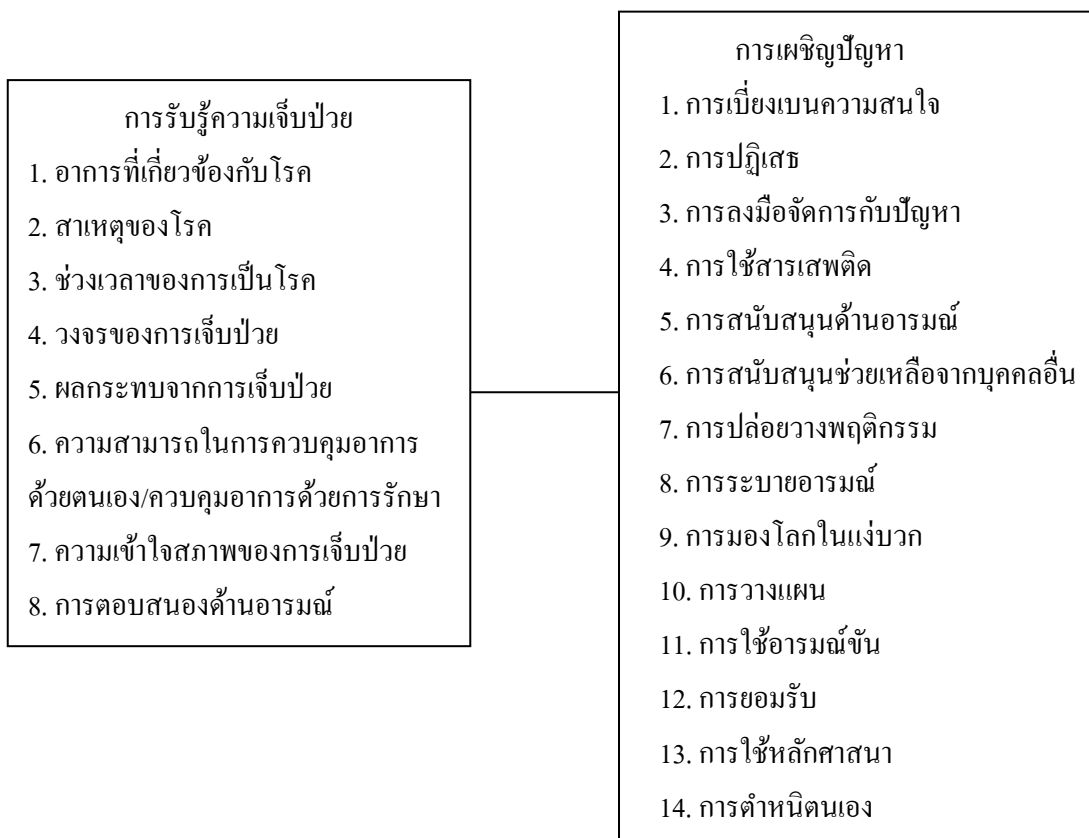 การรับรู้ความเจ็บป่วย
1. อาการที่เกี่ยวข้องกับโรค
2. สาเหตุของโรค
3. ช่วงเวลาของการเป็นโรค
4. วงจรของการเจ็บป่วย
5. ผลกระทบจากการเจ็บป่วย
6. ความสามารถในการควบคุมอาการ
ด้วยตนเอง/ควบคุมอาการด้วยการรักษา
7. ความเข้าใจสภาพของการเจ็บป่วย
8. การตอบสนองด้านอารมณ์
การเผชิญปัญหา
1. การเบี่ยงเบนความสนใจ
2. การปฏิเสธ
3. การลงมือจัดการกับปัญหา
4. การใช้สารเสพติด
5. การสนับสนุนด้านอารมณ์
6. การสนับสนุนช่วยเหลือจากบุคคลอื่น
7. การปล่อยวางพฤติกรรม
8. การระบายอารมณ์
9. การมองโลกในแง่บวก
10. การวางแผน
11. การใช้อารมณ์ขัน
12. การยอมรับ
13. การใช้หลักศาสนา
14. การตำหนิตนเอง